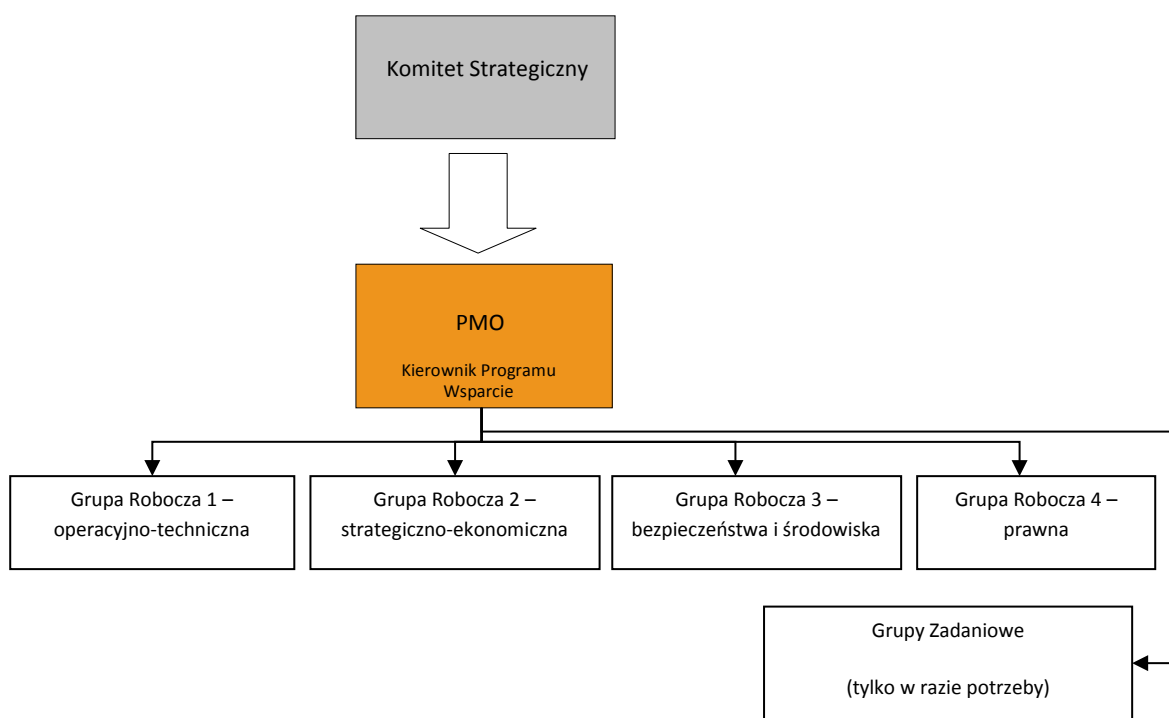 Komitet Strategiczny
PMO
Kierownik Programu
Wsparcie
Grupa Robocza 1 –
operacyjno-techniczna
Grupa Robocza 2 –
strategiczno-ekonomiczna
Grupa Robocza 3 –
bezpieczeństwa i środowiska
Grupa Robocza 4 –
prawna
Grupy Zadaniowe
(tylko w razie potrzeby)